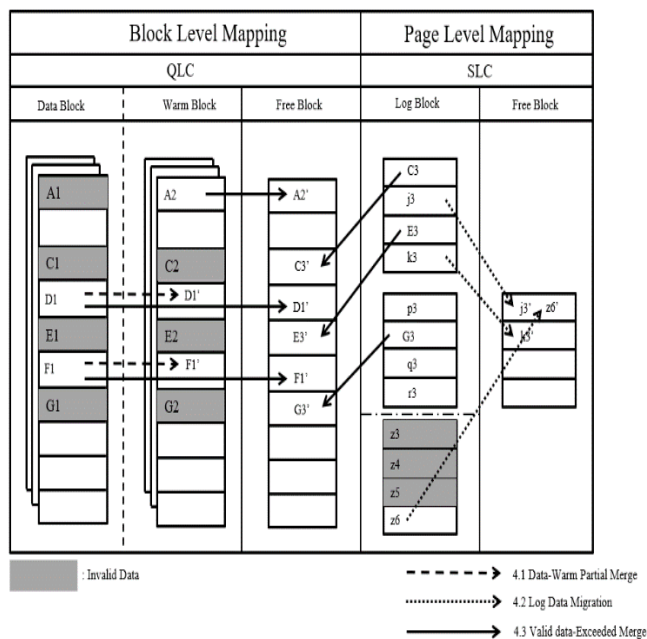 Block Level Mapping
Page Level Mapping
QLC
SLC
Data Block
Warm Block
Free Block
Log Block
Free Block
A1
C1
D1
E1
F1
G1
A2
C2
D1'
E2
F1'
G2
A2'
C3'
D1'
E3'
F1'
G3'
C3
j3
E3
k3
p3
G3
q3
r3
z3
z4
z5
z6
j3' z6'
k3'
: Invalid Data
4.1 Data-Warm Partial Merge
4.2 Log Data Migration
4.3 Valid data-Exceeded Merge